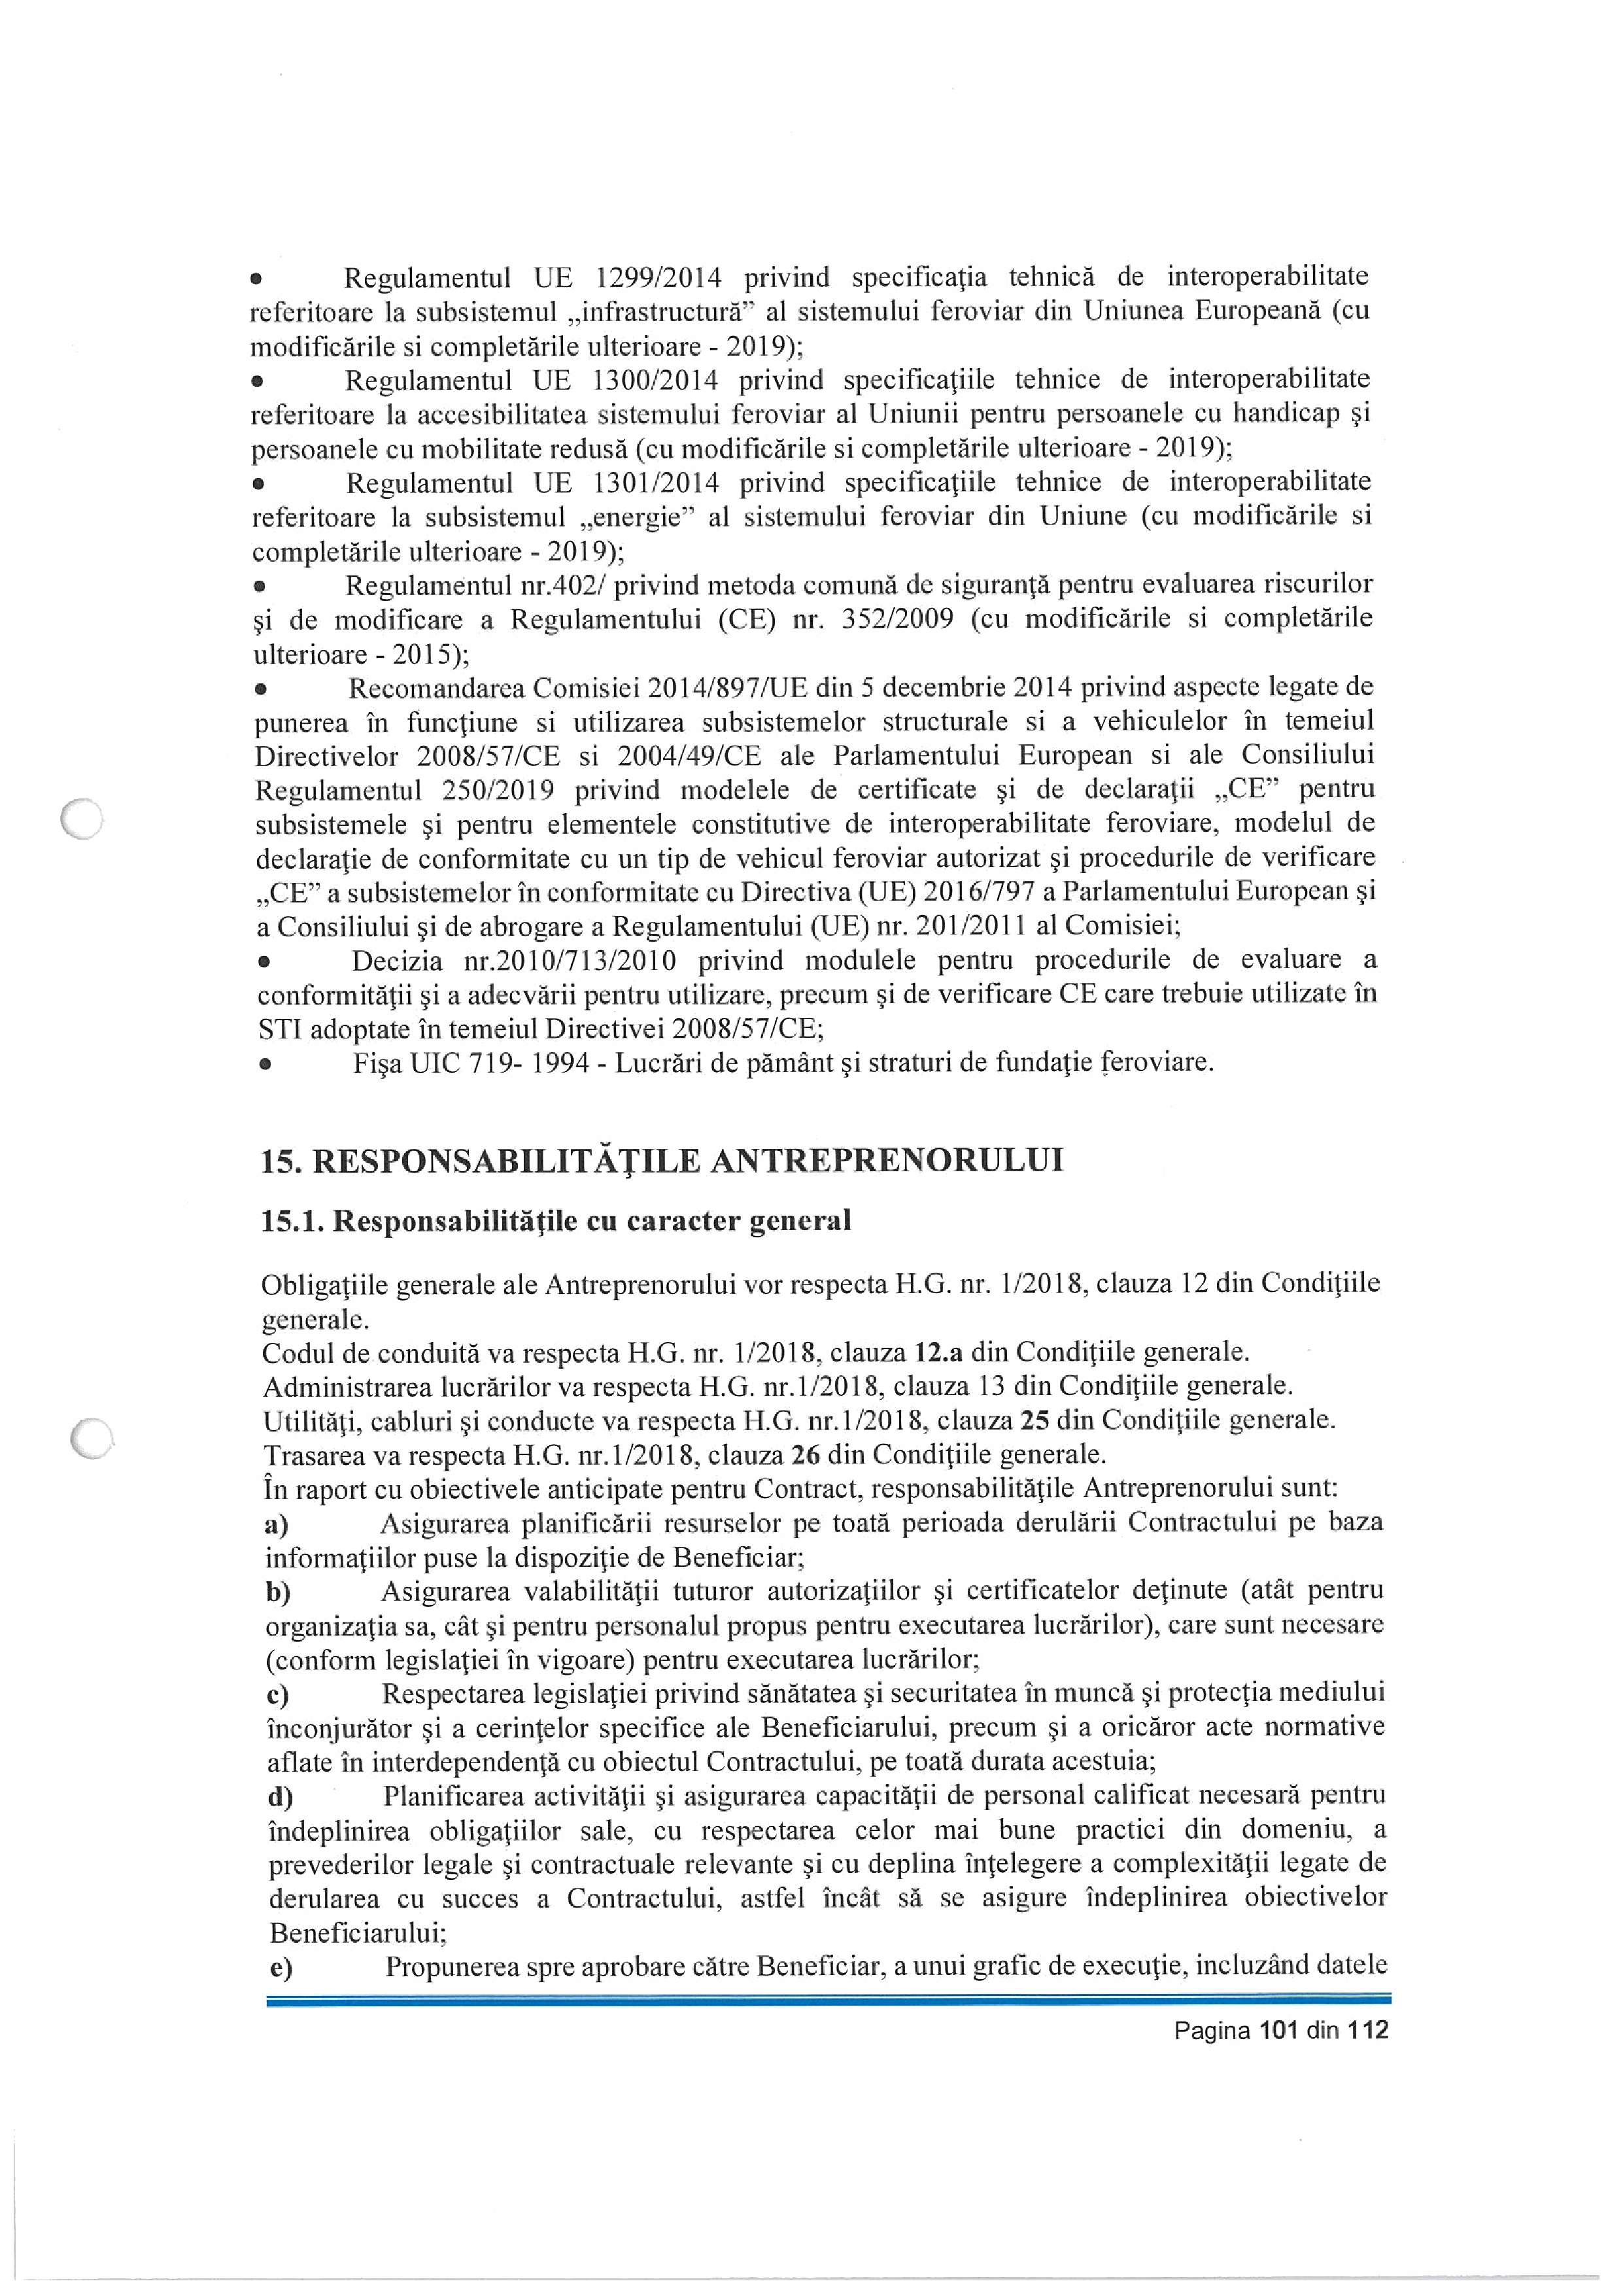 • Regulamentul UE 1299/2014 privind specificația tehnică de interoperabilitate
referitoare la subsistemul „infrastructură” al sistemului feroviar din Uniunea Europeană (cu
modificările si completările ulterioare - 2019);
• Regulamentul UE 1300/2014 privind specificaţiile tehnice de interoperabilitate
referitoare la accesibilitatea sistemului feroviar al Uniunii pentru persoanele cu handicap şi
persoanele cu mobilitate redusă (cu modificările si completările ulterioare - 2019);
• Regulamentul UE 1301/2014 privind specificaţiile tehnice de interoperabilitate
referitoare la subsistemul „energie” al sistemului feroviar din Uniune (cu modificările si
completările ulterioare - 2019);
• Regulamentul nr.402/ privind metoda comună de siguranţă pentru evaluarea riscurilor
şi de modificare a Regulamentului (CE) nr. 352/2009 (cu modificările si completările
ulterioare - 2015);
• Recomandarea Comisiei 2014/897/UE din 5 decembrie 2014 privind aspecte legate de
punerea în funcţiune si utilizarea subsistemelor structurale si a vehiculelor în temeiul
Directivelor 2008/57/CE si 2004/49/CE ale Parlamentului European si ale Consiliului
Regulamentul 250/2019 privind modelele de certificate şi de declaraţii „CE” pentru
subsistemele şi pentru elementele constitutive de interoperabilitate feroviare, modelul de
declaraţie de conformitate cu un tip de vehicul feroviar autorizat şi procedurile de verificare
„CE” a subsistemelor în conformitate cu Directiva (UE) 2016/797 a Parlamentului European şi
a Consiliului şi de abrogare a Regulamentului (UE) nr. 201/2011 al Comisiei;
• Decizia nr.2010/713/2010 privind modulele pentru procedurile de evaluare a
conformităţii şi a adecvării pentru utilizare, precum şi de verificare CE care trebuie utilizate în
STI adoptate în temeiul Directivei 2008/57/CE;
• Fişa UIC 719- 1994 - Lucrări de pământ şi straturi de fundaţie feroviare.
15. RESPONSABILITĂŢILE ANTREPRENORULUI
15.1. Responsabilităţile cu caracter general
Obligaţiile generale ale Antreprenorului vor respecta H.G. nr. 1/2018, clauza 12 din Condiţiile
generale.
Codul de conduită va respecta H.G. nr. 1/2018, clauza 12.a din Condiţiile generale.
Administrarea lucrărilor va respecta H.G. nr.1/2018, clauza 13 din Condiţiile generale.
Utilităţi, cabluri şi conducte va respecta H.G. nr.1/2018, clauza 25 din Condiţiile generale.
Trasarea va respecta H.G. nr.1/2018, clauza 26 din Condiţiile generale.
În raport cu obiectivele anticipate pentru Contract, responsabilităţile Antreprenorului sunt:
a) Asigurarea planificării resurselor pe toată perioada derulării Contractului pe baza
informaţiilor puse la dispoziţie de Beneficiar;
b) Asigurarea valabilităţii tuturor autorizaţiilor şi certificatelor deţinute (atât pentru
organizaţia sa, cât şi pentru personalul propus pentru executarea lucrărilor), care sunt necesare
(conform legislaţiei în vigoare) pentru executarea lucrărilor;
c) Respectarea legislaţiei privind sănătatea şi securitatea în muncă şi protecţia mediului
înconjurător şi a cerinţelor specifice ale Beneficiarului, precum şi a oricăror acte normative
aflate în interdependenţă cu obiectul Contractului, pe toată durata acestuia;
d) Planificarea activităţii şi asigurarea capacităţii de personal calificat necesară pentru
îndeplinirea obligaţiilor sale, cu respectarea celor mai bune practici din domeniu, a
prevederilor legale şi contractuale relevante şi cu deplina înţelegere a complexităţii legate de
derularea cu succes a Contractului, astfel încât să se asigure îndeplinirea obiectivelor
Beneficiarului;
e) Propunerea spre aprobare către Beneficiar, a unui grafic de execuţie, incluzând datele
Pagina 101 din 112